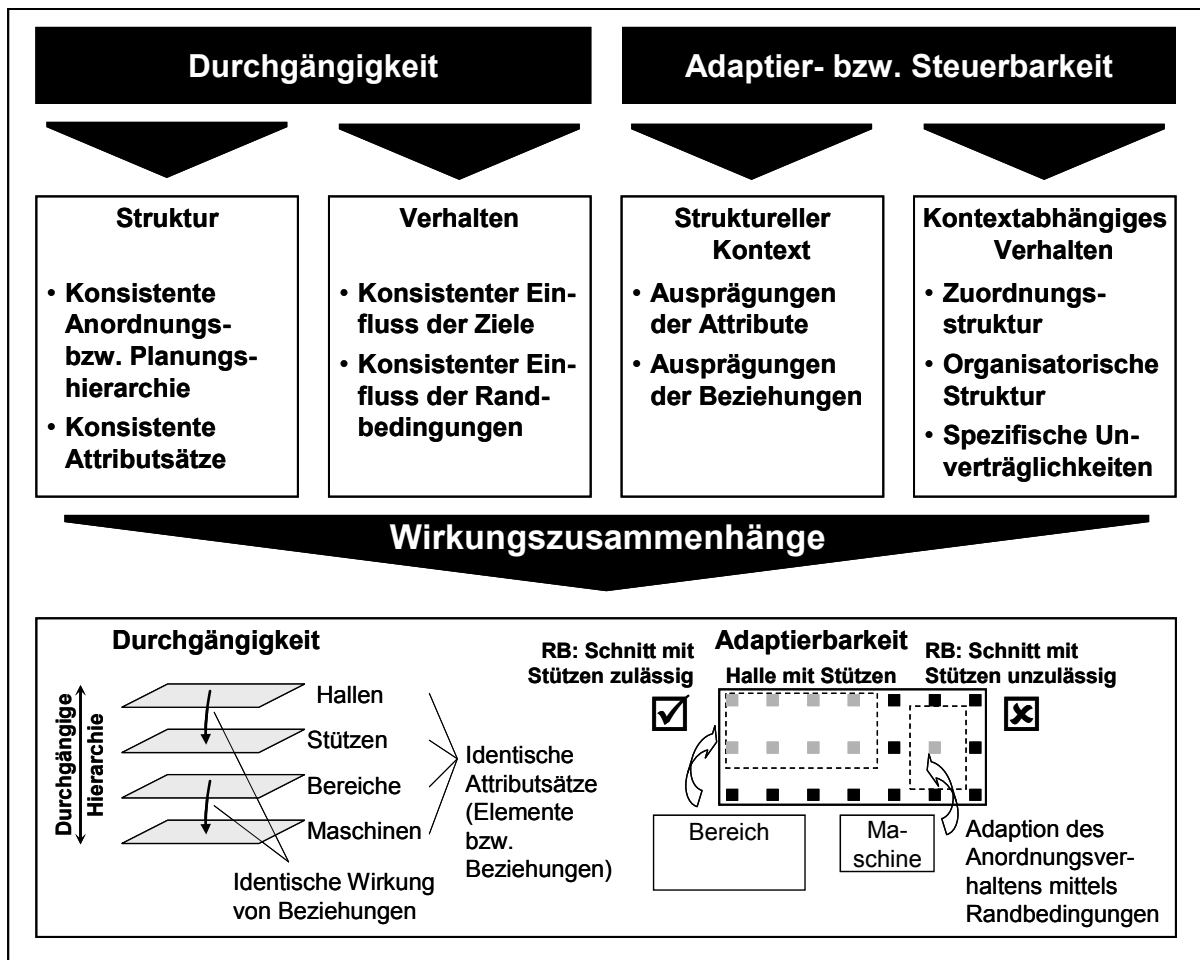 Durchgängigkeit
Adaptier- bzw. Steuerbarkeit
Struktur
• Konsistente
Anordnungs-
bzw. Planungs-
hierarchie
• Konsistente
Attributsätze
Verhalten
• Konsistenter Ein-
fluss der Ziele
• Konsistenter Ein-
fluss der Rand-
bedingungen
Struktureller
Kontext
• Ausprägungen
der Attribute
• Ausprägungen
der Beziehungen
Kontextabhängiges
Verhalten
• Zuordnungs-
struktur
• Organisatorische
Struktur
• Spezifische Un-
verträglichkeiten
Wirkungszusammenhänge
Durchgängigkeit
Durchgängige
Hierarchie
Hallen
Stützen
Bereiche
Maschinen
Identische Wirkung
von Beziehungen
Identische
Attributsätze
(Elemente
bzw.
Beziehungen)
Adaptierbarkeit
RB: Schnitt mit
Stützen zulässig
Halle mit Stützen
RB: Schnitt mit
Stützen unzulässig
Bereich
Ma-
schine
Adaption des
Anordnungsver-
haltens mittels
Randbedingungen